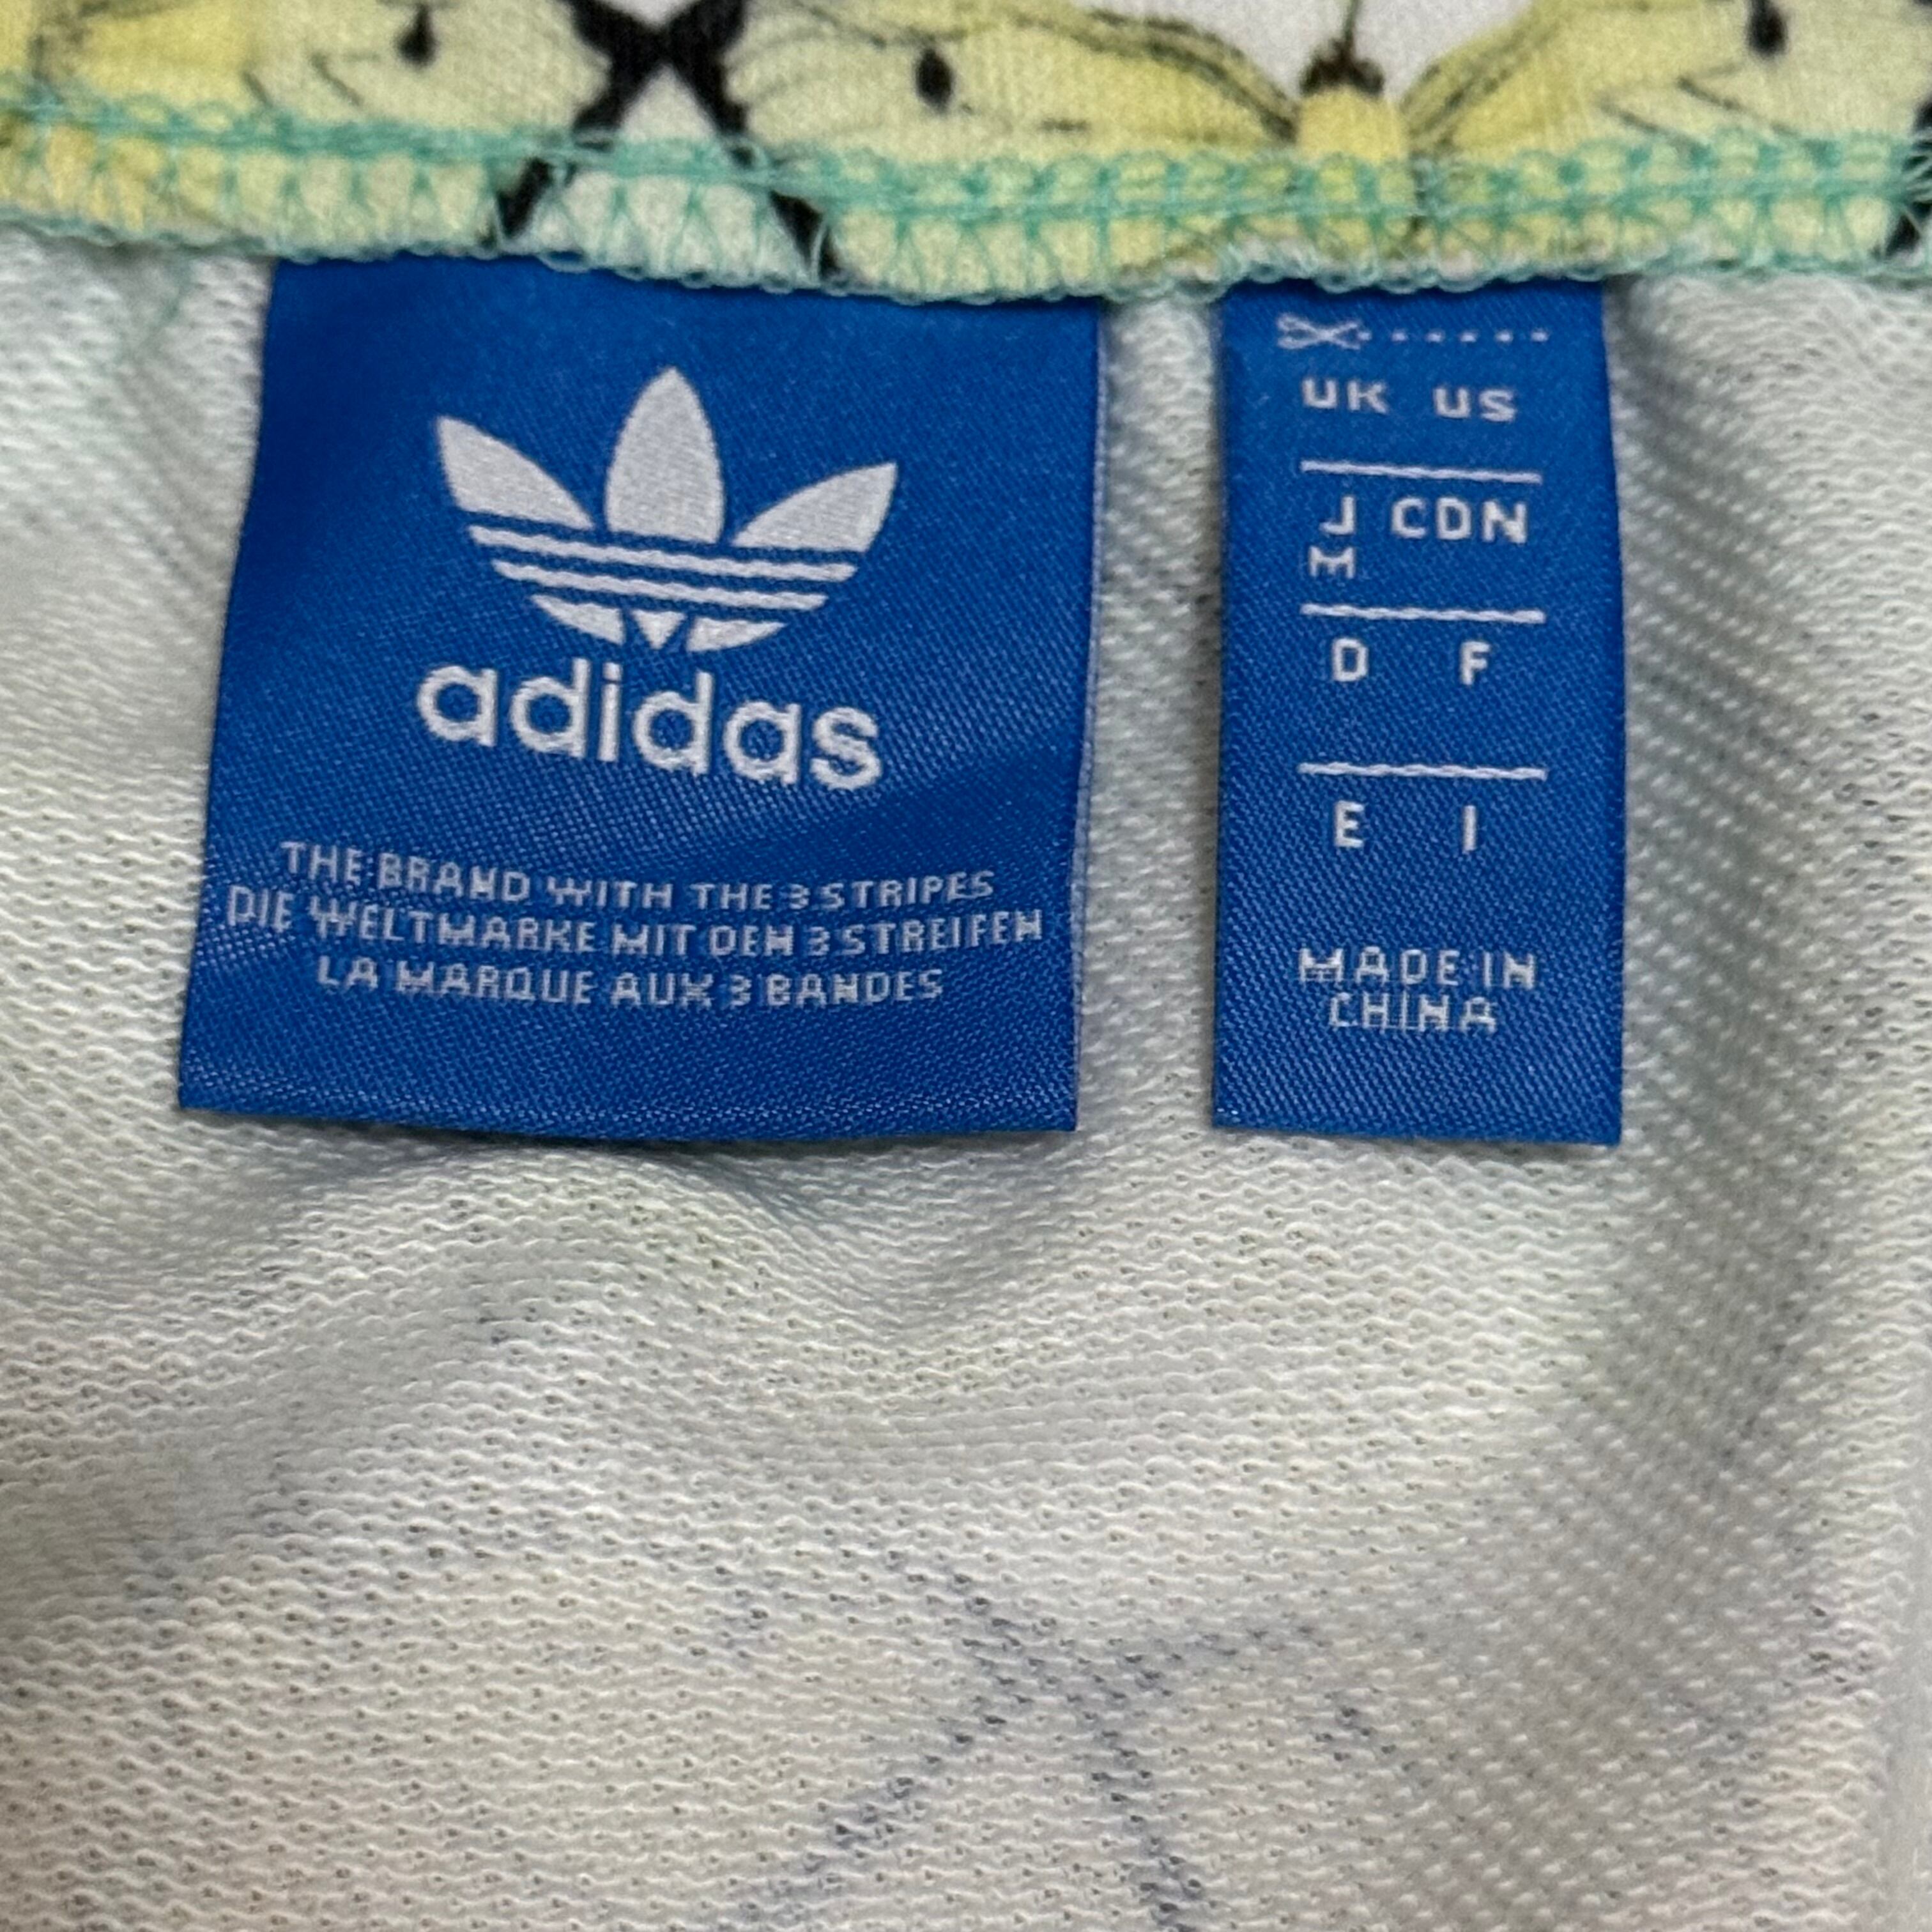 adidas
THE BRAND WITH THE 3 STRIPES
DIE WELTMARKE MIT DEN 3 STREIFEN
LA MARQUE AUX 3 BANDES
UK US
J CDN
M
D F
E I
MADE IN
CHINA